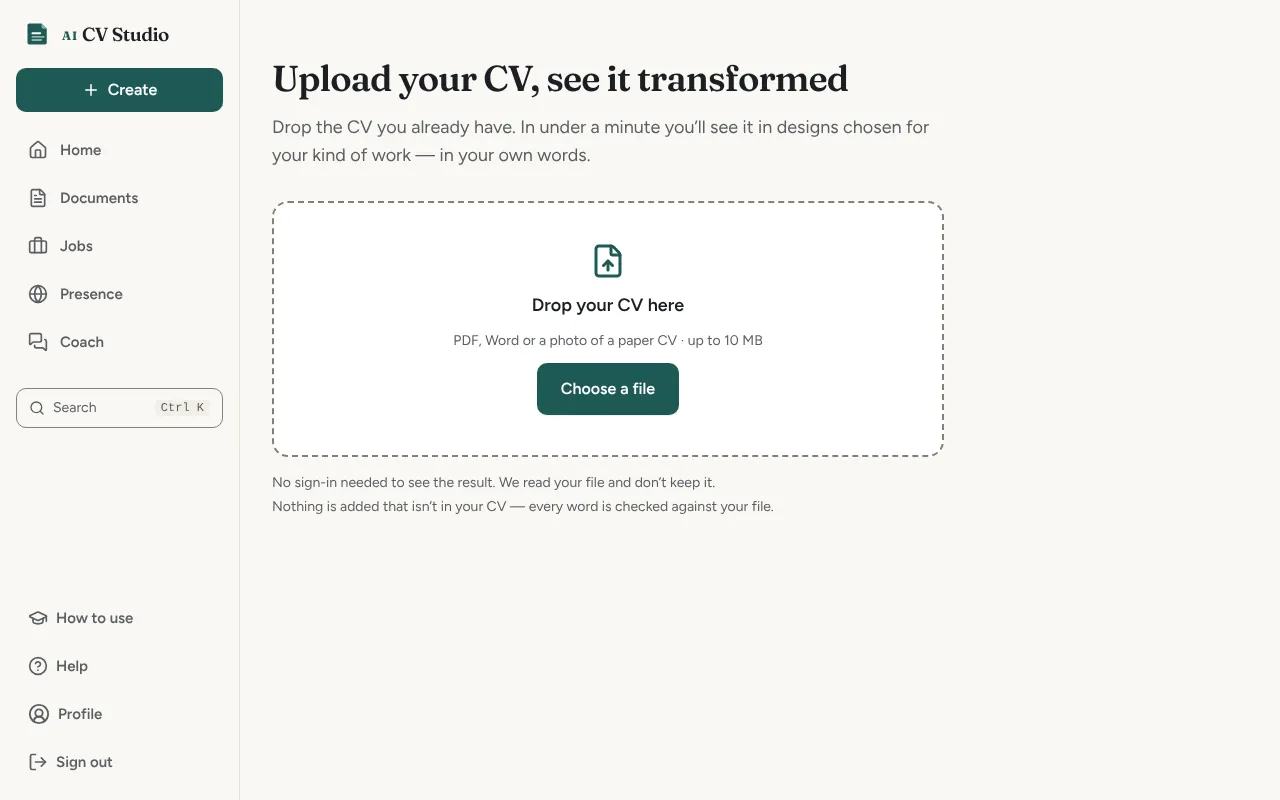 AI CV Studio
Create
Home
Documents
Jobs
Presence
Coach
Search Ctrl K
How to use
Help
Profile
Sign out
Upload your CV, see it transformed
Drop the CV you already have. In under a minute you’ll see it in designs chosen for
your kind of work — in your own words.
Drop your CV here
PDF, Word or a photo of a paper CV · up to 10 MB
Choose a file
No sign-in needed to see the result. We read your file and don’t keep it.
Nothing is added that isn’t in your CV — every word is checked against your file.